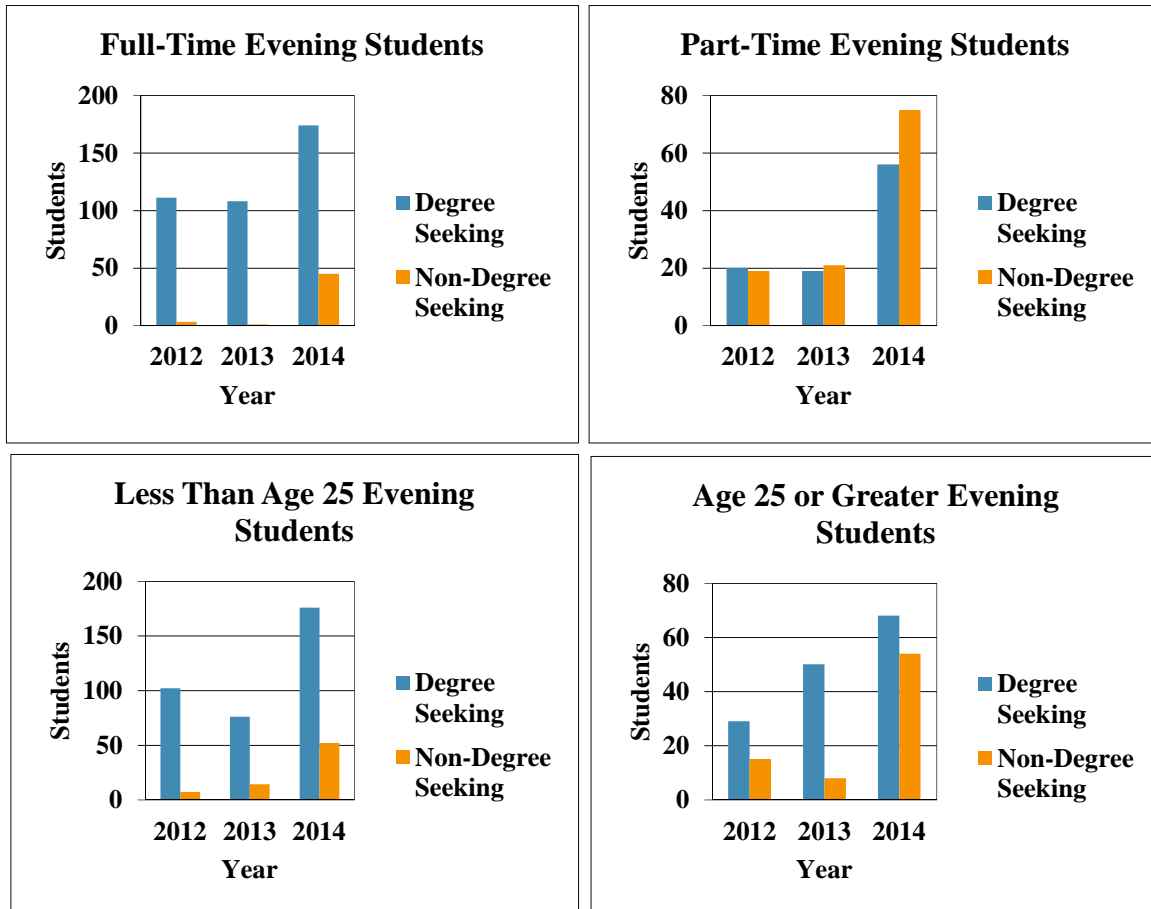 Full-Time Evening Students
200
150
100
50
0
Students
2012 2013 2014
Year
Degree
Seeking
Non-Degree
Seeking
Part-Time Evening Students
80
60
40
20
0
Students
2012 2013 2014
Year
Degree
Seeking
Non-Degree
Seeking
Less Than Age 25 Evening
Students
200
150
100
50
0
Students
2012 2013 2014
Year
Degree
Seeking
Non-Degree
Seeking
Age 25 or Greater Evening
Students
80
60
40
20
0
Students
2012 2013 2014
Year
Degree
Seeking
Non-Degree
Seeking